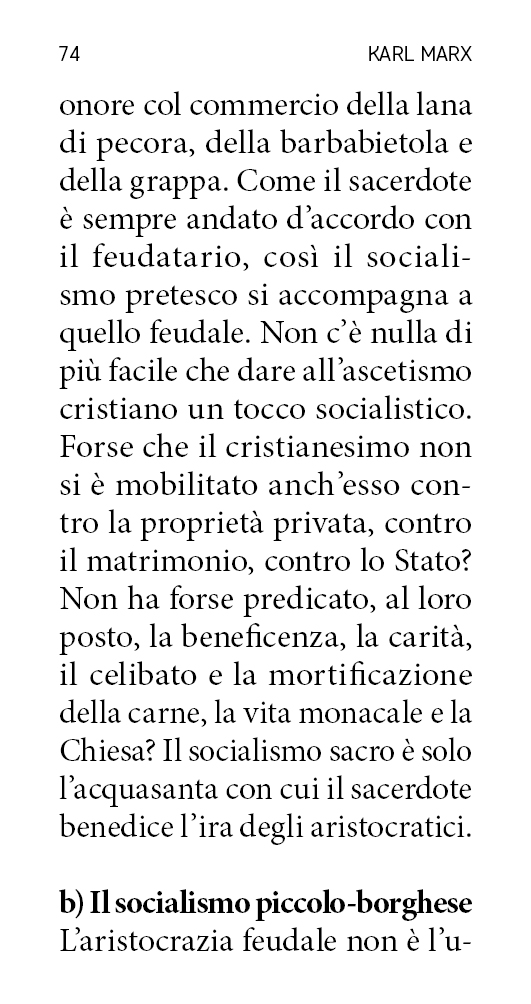 74 KARL MARX
onore col commercio della lana
di pecora, della barbabietola e
della grappa. Come il sacerdote
è sempre andato d'accordo con
il feudatario, così il sociali-
smo pretesco si accompagna a
quello feudale. Non c'è nulla di
più facile che dare all'ascetismo
cristiano un tocco socialistico.
Forse che il cristianesimo non
si è mobilitato anch'esso con-
tro la proprietà privata, contro
il matrimonio, contro lo Stato?
Non ha forse predicato, al loro
posto, la beneficenza, la carità,
il celibato e la mortificazione
della carne, la vita monacale e la
Chiesa? Il socialismo sacro è solo
l'acquasanta con cui il sacerdote
benedice l'ira degli aristocratici.
b) Il socialismo piccolo-borghese
L'aristocrazia feudale non è l'u-